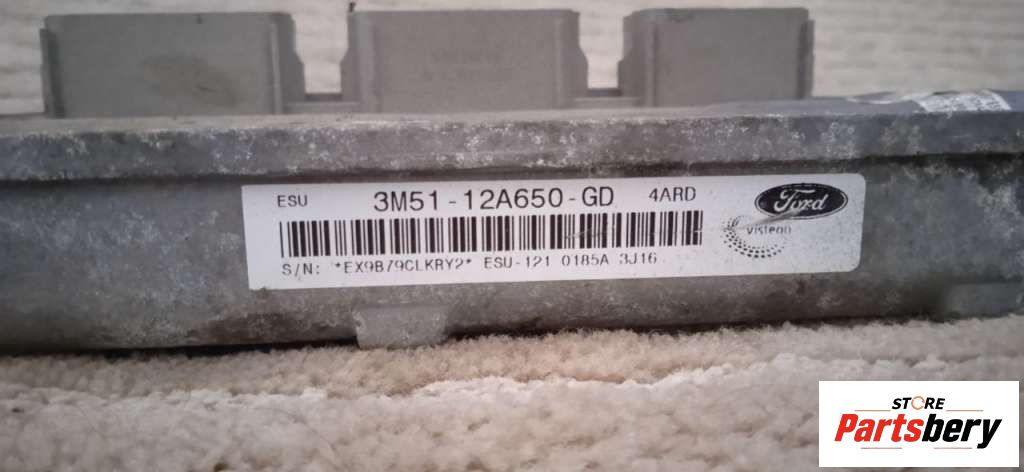 ESU 3M51-12A650-GD 4ARD
Ford
visteon
S/N: *EX9B79CLKRY2* ESU-121 0185A 3J16
STORE
Partsbery